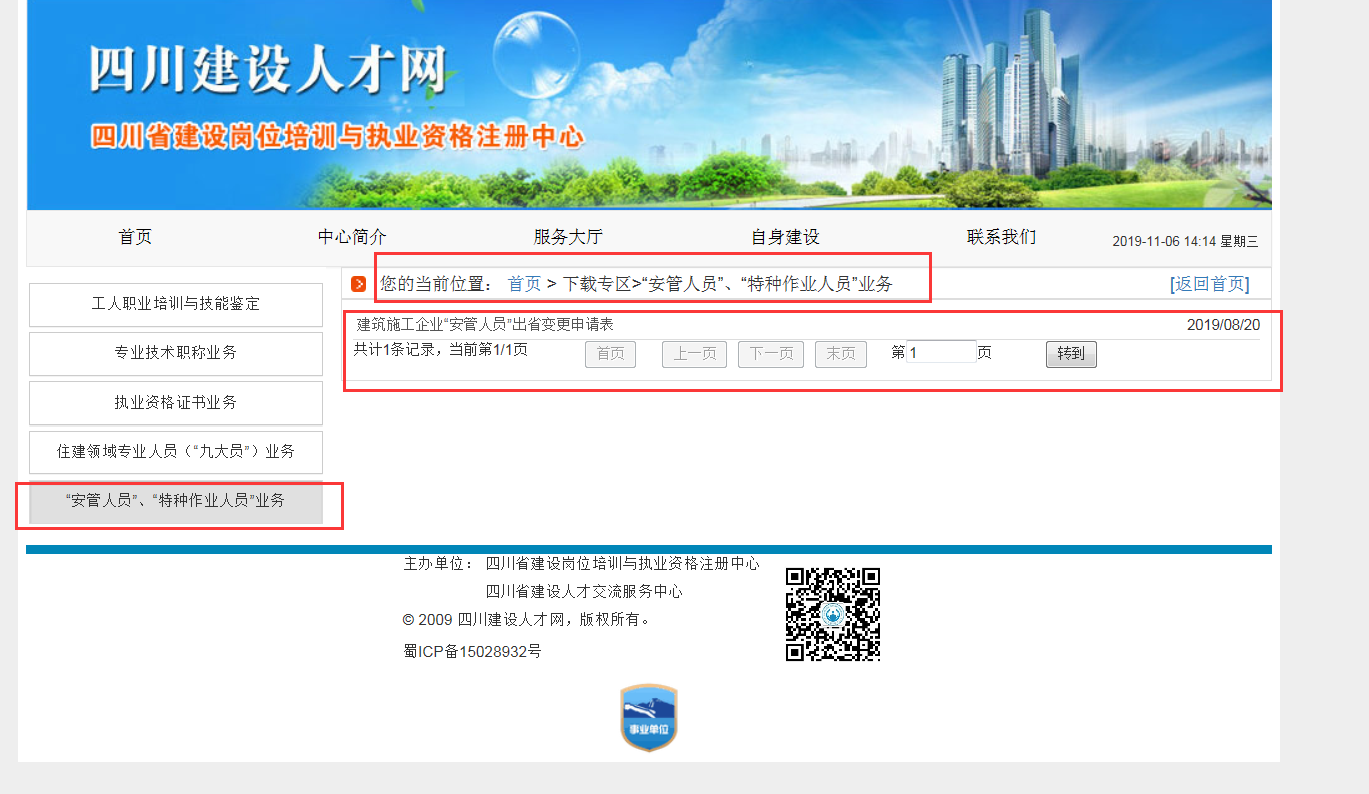 四川建设人才网
四川省建设岗位培训与执业资格注册中心
首页 中心简介 服务大厅 自身建设 联系我们 2019-11-06 14:14 星期三
您的当前位置： 首页 > 下载专区>“安管人员”、“特种作业人员”业务 [返回首页]
工人职业培训与技能鉴定
专业技术职称业务
执业资格证书业务
住建领域专业人员（“九大员”）业务
“安管人员”、“特种作业人员”业务
建筑施工企业“安管人员”出省变更申请表 2019/08/20
共计1条记录，当前第1/1页 首页 上一页 下一页 末页 第1页 转到
主办单位： 四川省建设岗位培训与执业资格注册中心
四川省建设人才交流服务中心
© 2009 四川建设人才网，版权所有。
蜀ICP备15028932号
事业单位